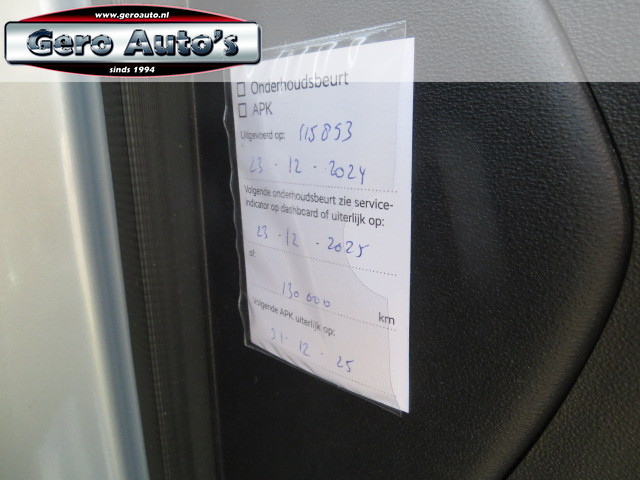 www.geroauto.nl
Gero Auto's
sinds 1994
Onderhoudsbeurt
APK
Uitgevoerd op: 115853
23 - 12 - 2024
Volgende onderhoudsbeurt zie service-
indicator op dashboard of uiterlijk op:
23 - 12 - 2025
of:
130 000 km
Volgende APK uiterlijk op:
31 - 12 - 25